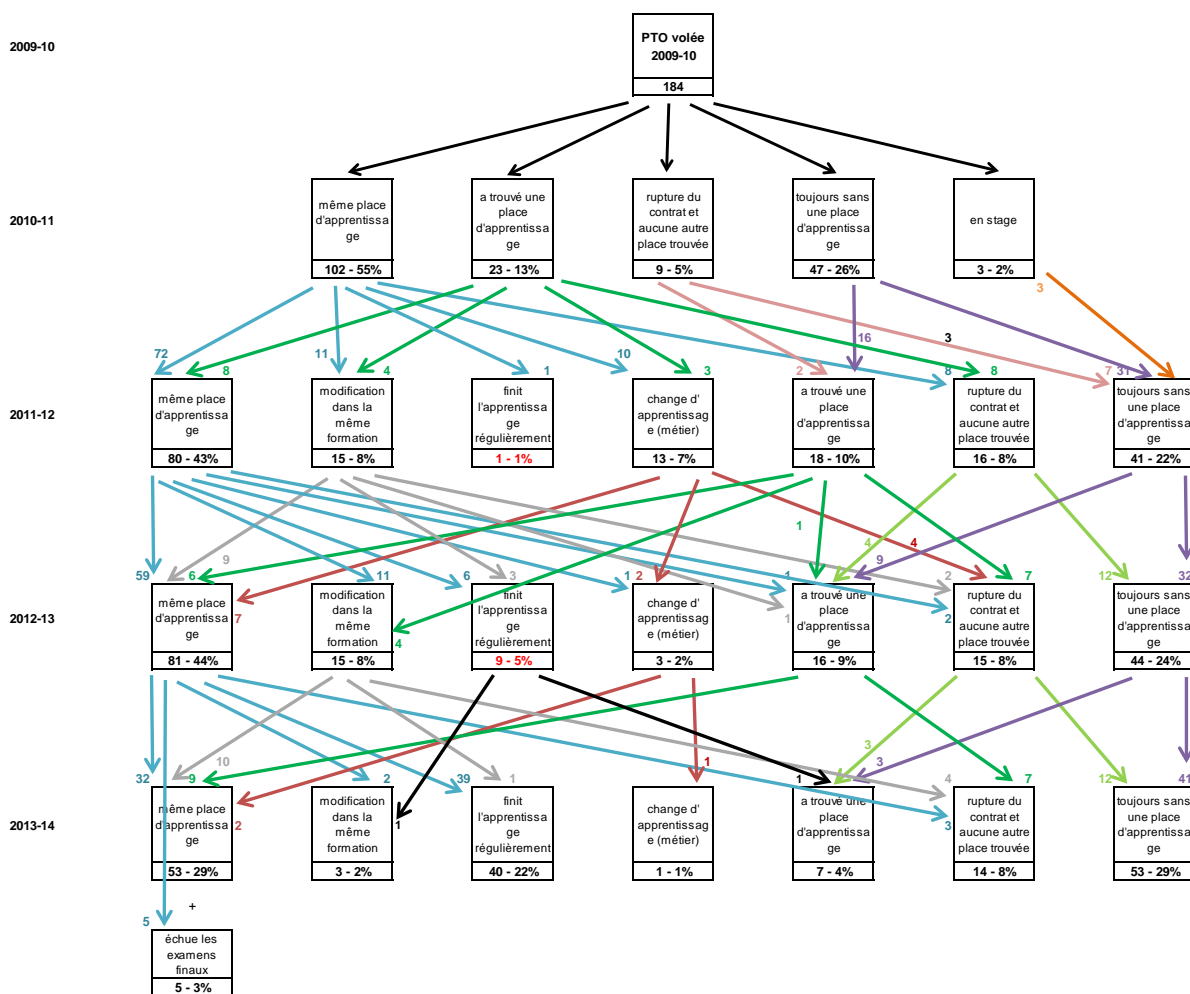 2009-10
PTO volée
2009-10
184
2010-11
même place
d'apprentissa
ge
102 - 55%
a trouvé une
place
d'apprentissa
ge
23 - 13%
rupture du
contrat et
aucune autre
place trouvée
9 - 5%
toujours sans
une place
d'apprentissa
ge
47 - 26%
en stage
3 - 2%
3
16
3
72
8
11
4
1
10
3
2
8
8
7
31
2011-12
même place
d'apprentissa
ge
80 - 43%
modification
dans la
même
formation
15 - 8%
finit
l'apprentissa
ge
régulièrement
1 - 1%
change d'
apprentissag
e (métier)
13 - 7%
a trouvé une
place
d'apprentissa
ge
18 - 10%
rupture du
contrat et
aucune autre
place trouvée
16 - 8%
toujours sans
une place
d'apprentissa
ge
41 - 22%
1
4
4
9
9
59
6
11
6
3
1
2
1
2
7
12
32
2012-13
même place
d'apprentissa
ge
81 - 44%
7
modification
dans la
même
formation
15 - 8%
4
finit
l'apprentissa
ge
régulièrement
9 - 5%
change d'
apprentissag
e (métier)
3 - 2%
1
a trouvé une
place
d'apprentissa
ge
16 - 9%
2
rupture du
contrat et
aucune autre
place trouvée
15 - 8%
toujours sans
une place
d'apprentissa
ge
44 - 24%
3
10
1
3
32
9
2
39
1
1
4
7
12
41
2013-14
même place
d'apprentissa
ge
53 - 29%
2
modification
dans la
même
formation
3 - 2%
1
finit
l'apprentissa
ge
régulièrement
40 - 22%
change d'
apprentissag
e (métier)
1 - 1%
a trouvé une
place
d'apprentissa
ge
7 - 4%
3
rupture du
contrat et
aucune autre
place trouvée
14 - 8%
toujours sans
une place
d'apprentissa
ge
53 - 29%
+
5
échue les
examens
finaux
5 - 3%